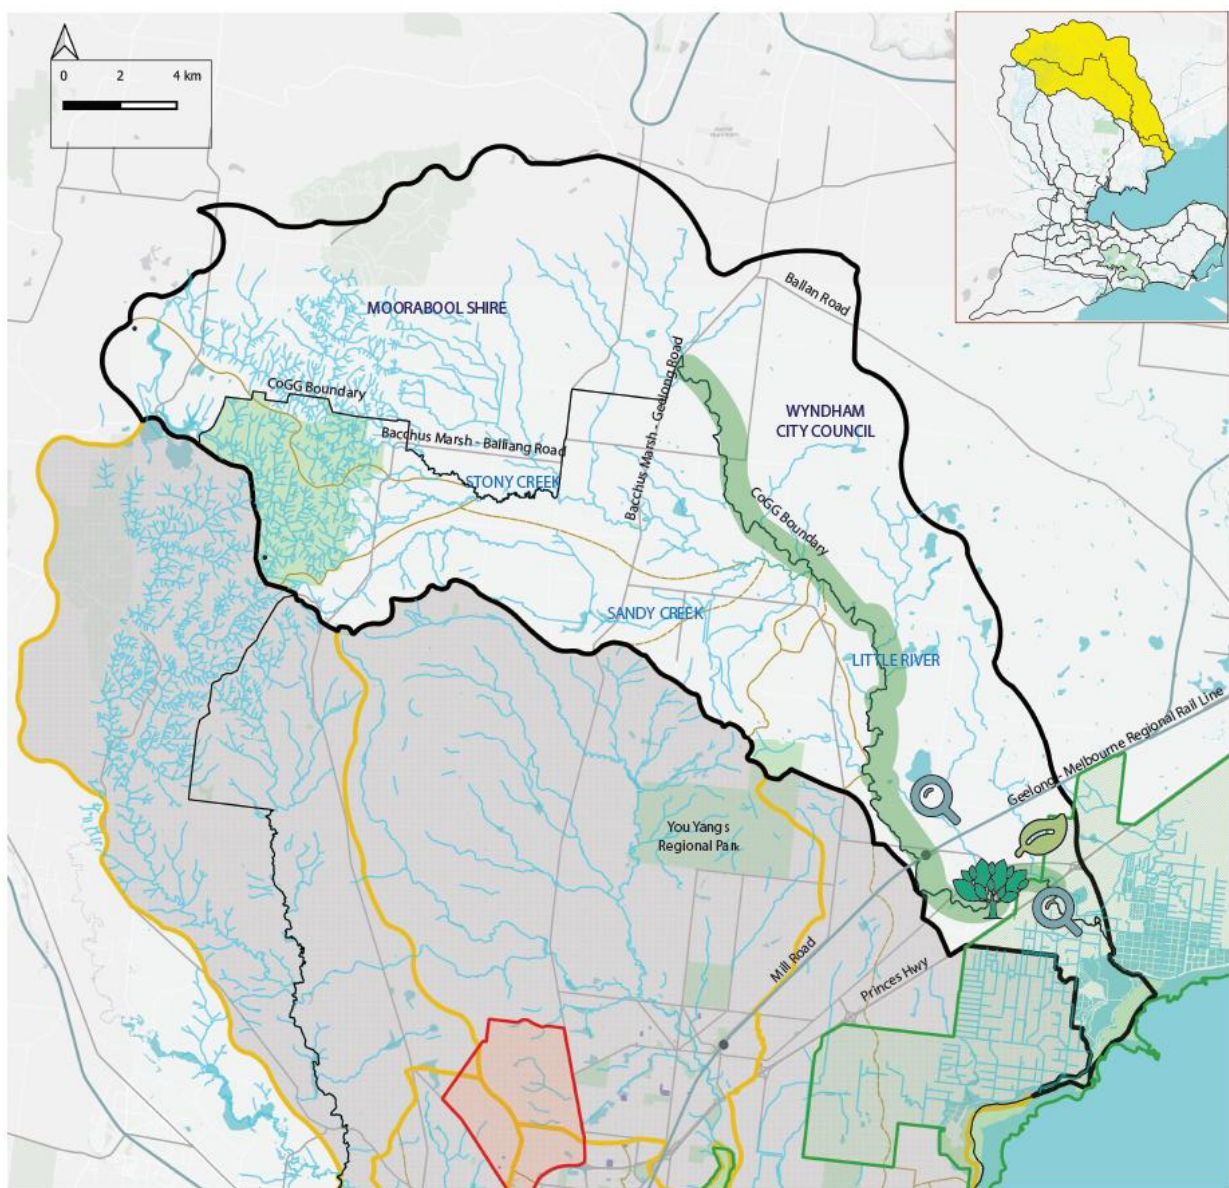 0 2 4 km
Ballan Road
MOORABOOL SHIRE
CoGG Boundary
Bacchus Marsh - Geelong Road
WYNDHAM
CITY COUNCIL
Bacchus Marsh - Balliang Road
STONY CREEK
CoGG Boundary
SANDY CREEK
LITTLE RIVER
Geelong - Melbourne Regional Rail Line
You Yangs
Regional Park
Mill Road
Princes Hwy